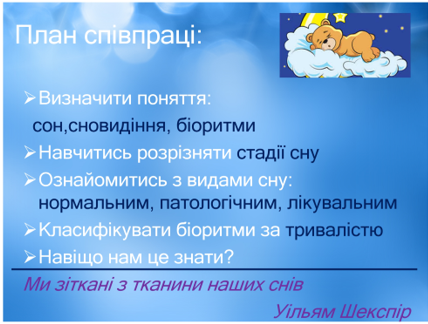 План співпраці:
➢Визначити поняття:
сон,сновидіння, біоритми
➢Навчитись розрізняти стадії сну
➢Ознайомитись з видами сну:
нормальним, патологічним, лікувальним
➢Класифікувати біоритми за тривалістю
➢Навіщо нам це знати?
Ми зіткані з тканини наших снів
Уільям Шекспір